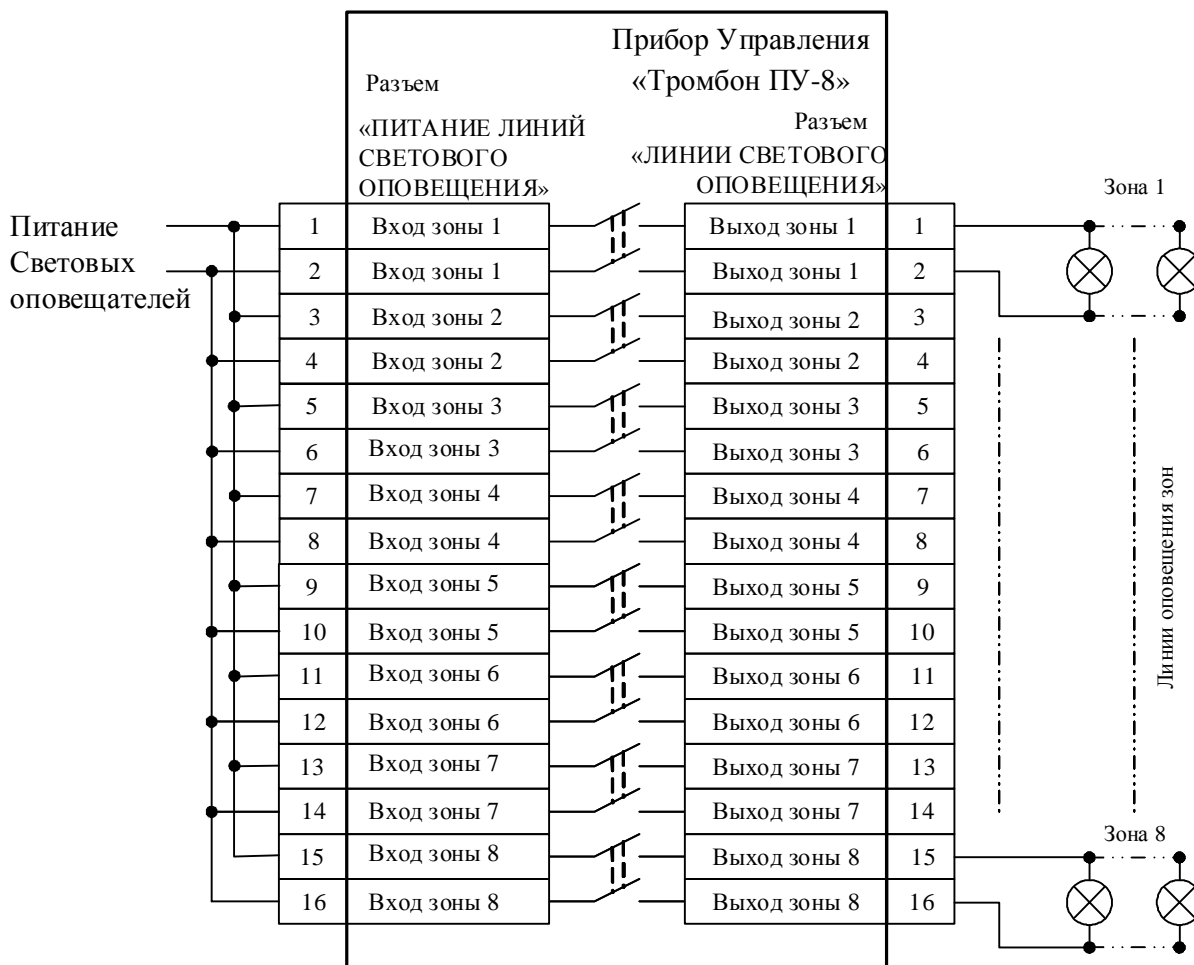 Прибор Управления
«Тромбон ПУ-8»
Разъем
«ПИТАНИЕ ЛИНИЙ
СВЕТОВОГО
ОПОВЕЩЕНИЯ»
Разъем
«ЛИНИИ СВЕТОВОГО
ОПОВЕЩЕНИЯ»
Питание
Световых
оповещателей
Зона 1
1 Вход зоны 1 Выход зоны 1 1
2 Вход зоны 1 Выход зоны 1 2
3 Вход зоны 2 Выход зоны 2 3
4 Вход зоны 2 Выход зоны 2 4
5 Вход зоны 3 Выход зоны 3 5
6 Вход зоны 3 Выход зоны 3 6
7 Вход зоны 4 Выход зоны 4 7
8 Вход зоны 4 Выход зоны 4 8
9 Вход зоны 5 Выход зоны 5 9
10 Вход зоны 5 Выход зоны 5 10
11 Вход зоны 6 Выход зоны 6 11
12 Вход зоны 6 Выход зоны 6 12
13 Вход зоны 7 Выход зоны 7 13
14 Вход зоны 7 Выход зоны 7 14
15 Вход зоны 8 Выход зоны 8 15
16 Вход зоны 8 Выход зоны 8 16
Линии оповещения зон
Зона 8